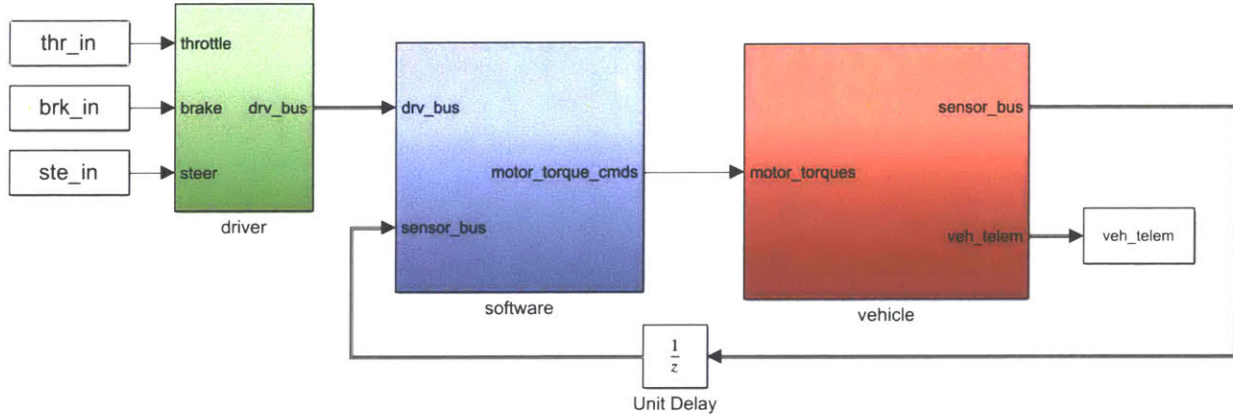 thr_in
throttle
brk_in
brake
drv_bus
ste_in
steer
driver
drv_bus
motor_torque_cmds
sensor_bus
software
sensor_bus
motor_torques
veh_telem
vehicle
veh_telem
1
z
Unit Delay